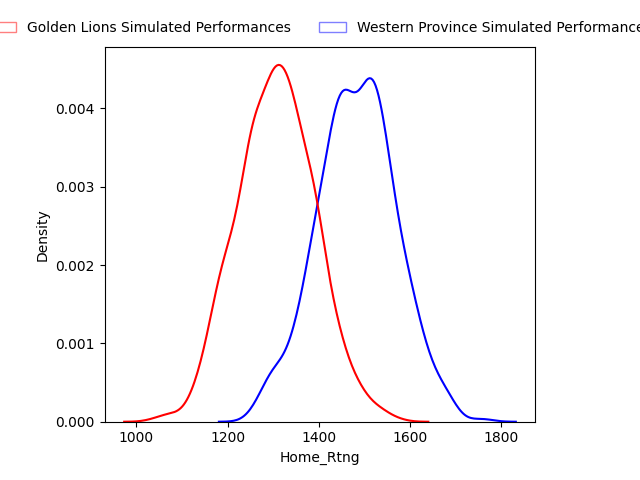 Golden Lions Simulated Performances Western Province Simulated Performance
0.004
0.003
0.002
0.001
0.000
Density
1000 1200 1400 1600 1800
Home_Rtng